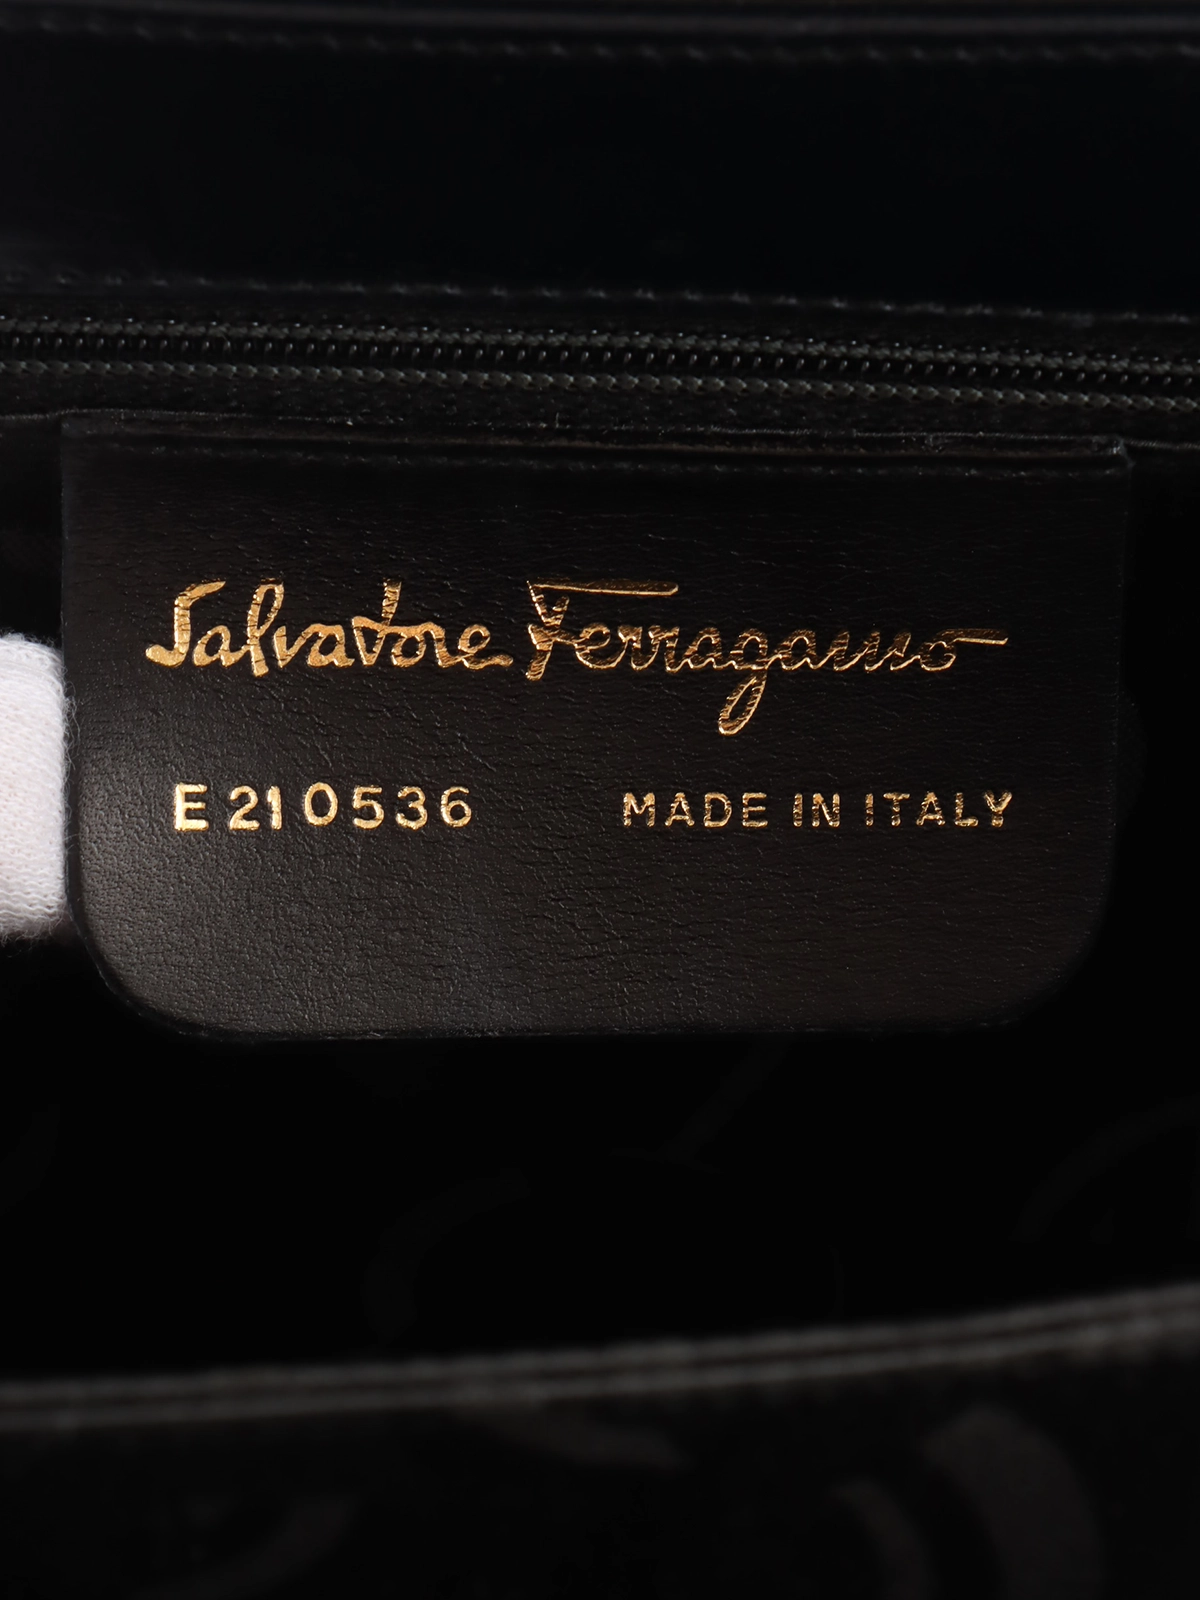 Salvatore Ferragamo
E210536 MADE IN ITALY